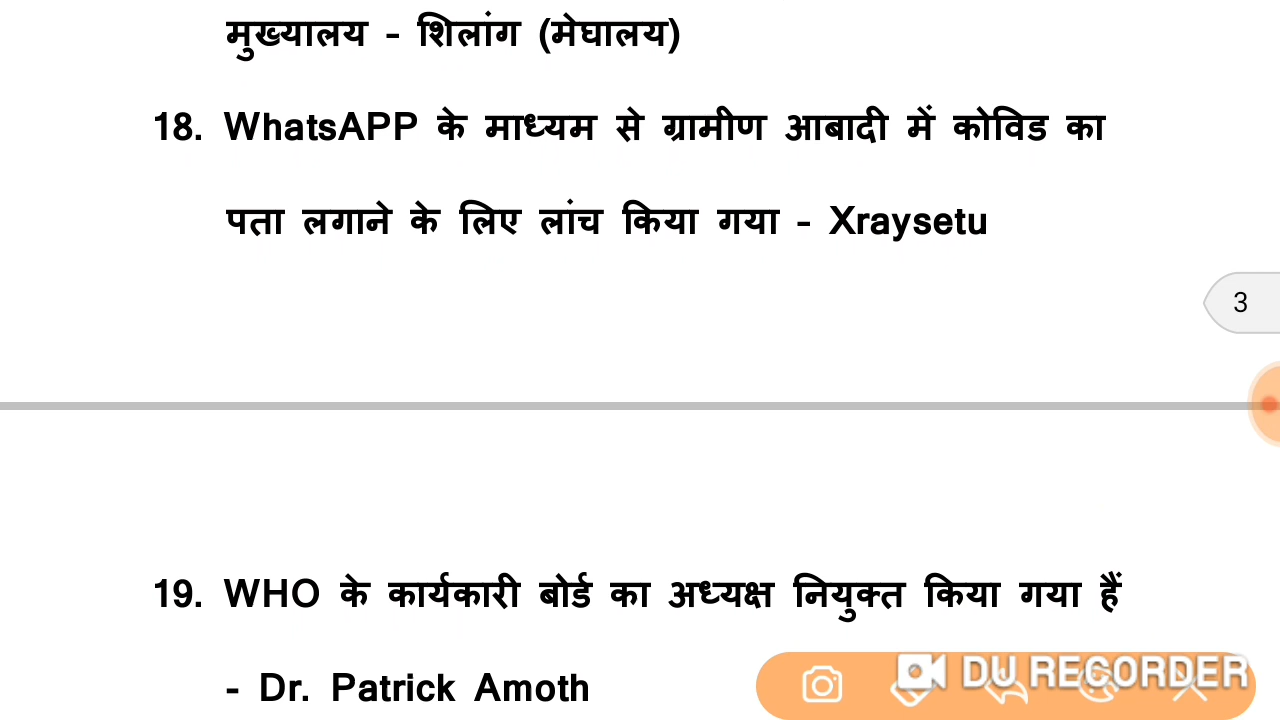 मुख्यालय - शिलांग (मेघालय)
18. WhatsAPP के माध्यम से ग्रामीण आबादी में कोविड का
पता लगाने के लिए लांच किया गया - Xraysetu
3
19. WHO के कार्यकारी बोर्ड का अध्यक्ष नियुक्त किया गया हैं
- Dr. Patrick Amoth
DU RECORDER